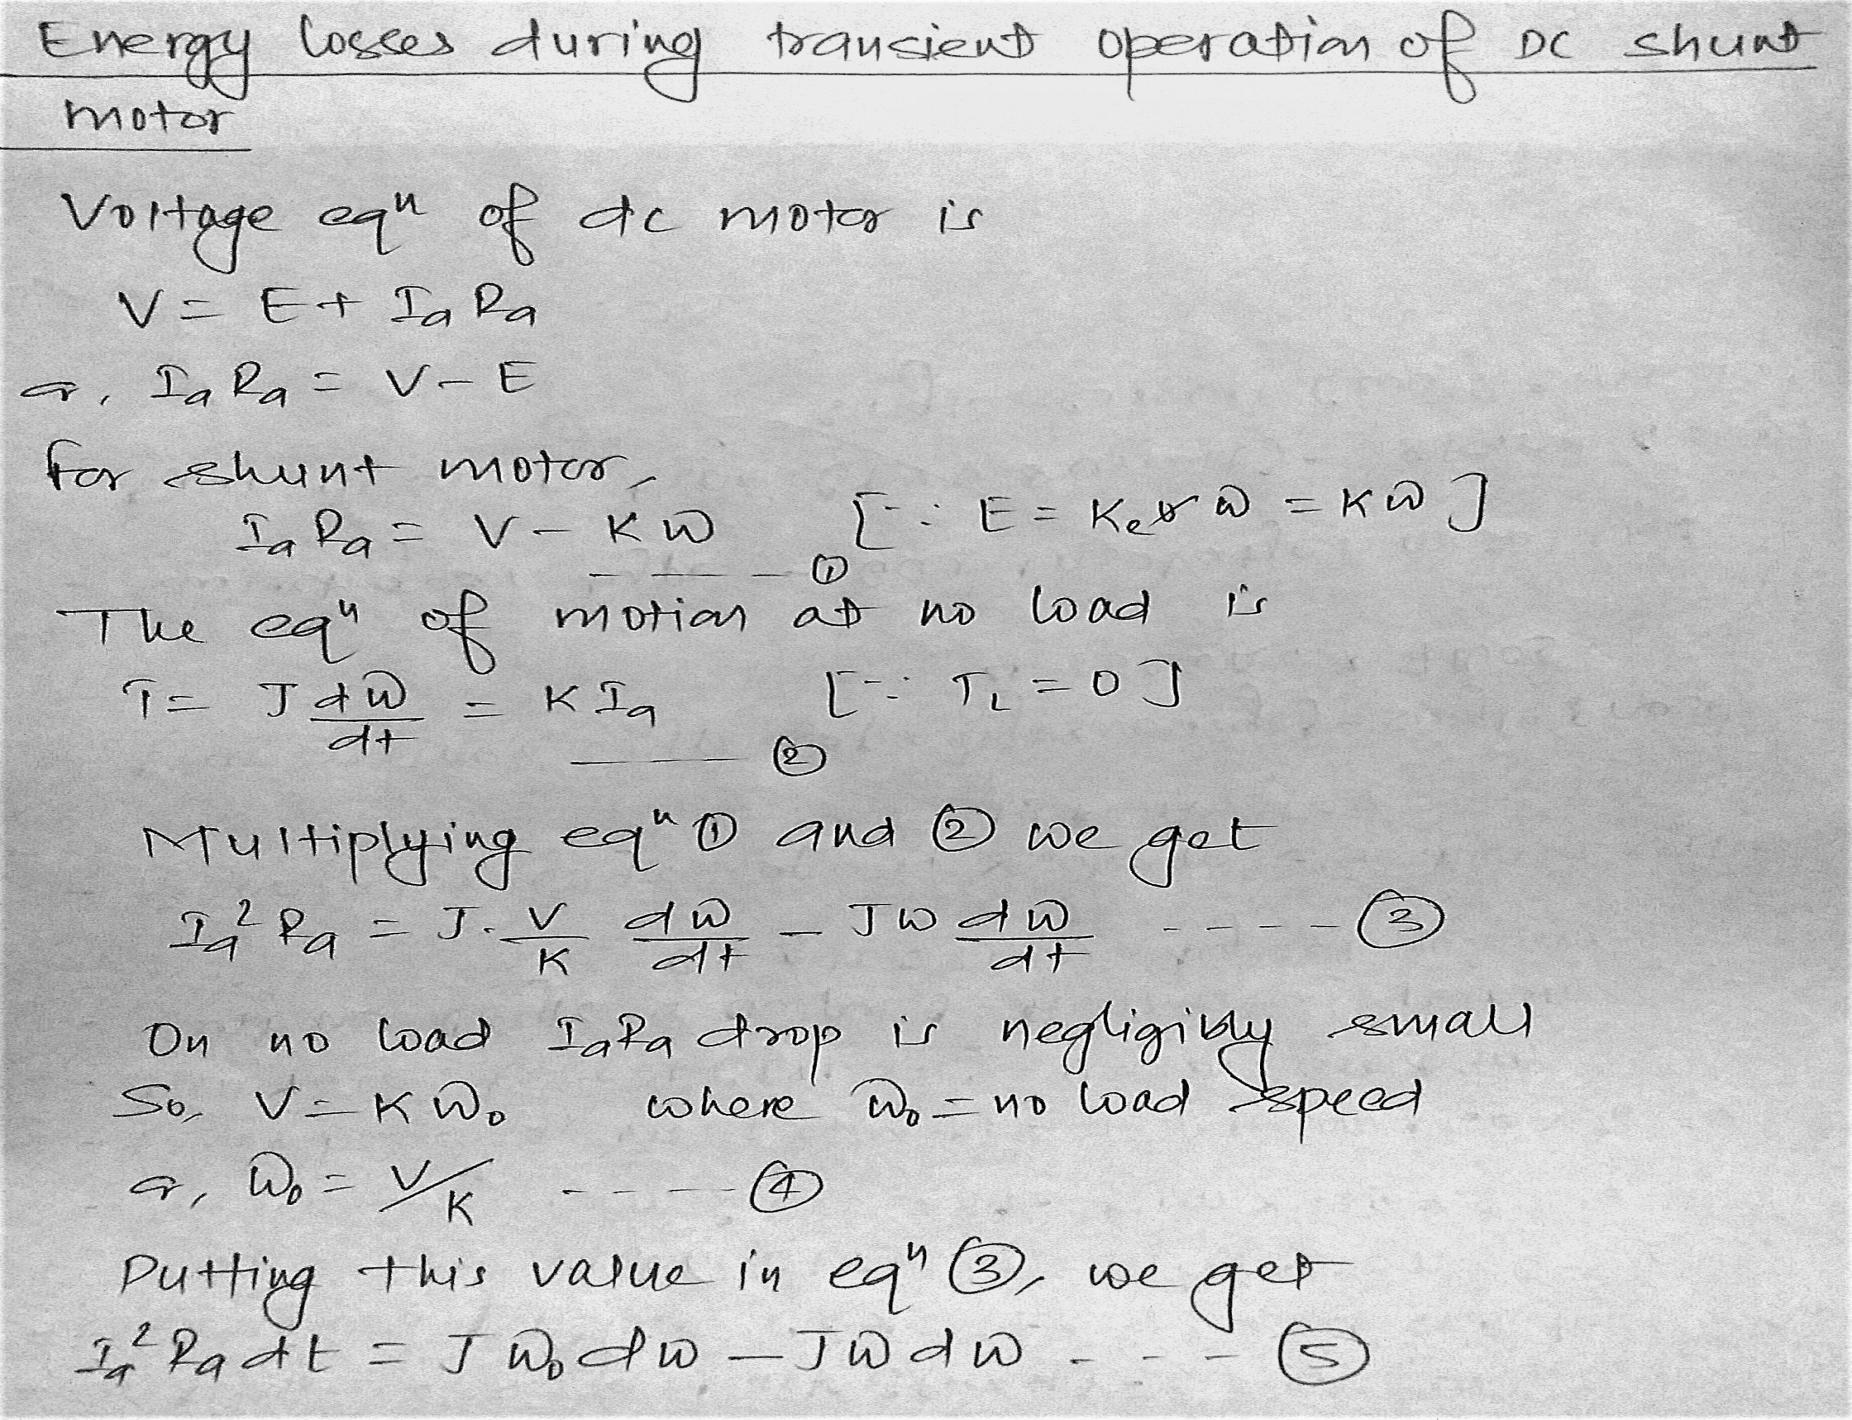 Energy losses during transient operation of DC shunt
motor
Voltage eqⁿ of dc motor is
V = E + Ia Ra
or, Ia Ra = V - E
for shunt motor,
Ia Ra = V - Kω [∵ E = Keφω = Kω]
---- ①
The eqⁿ of motion at no load is
T = J dω/dt = K Ia [∵ TL = 0]
---- ②
Multiplying eqⁿ ① and ② we get
Ia² Ra = J. V/K dω/dt - Jω dω/dt ---- ③
On no load IaRa drop is negligibly small
So, V = Kω₀ where ω₀ = no load speed
or, ω₀ = V/K ---- ④
Putting this value in eqⁿ ③, we get
Ia² Ra dt = J ω₀ dω - Jω dω --- ⑤